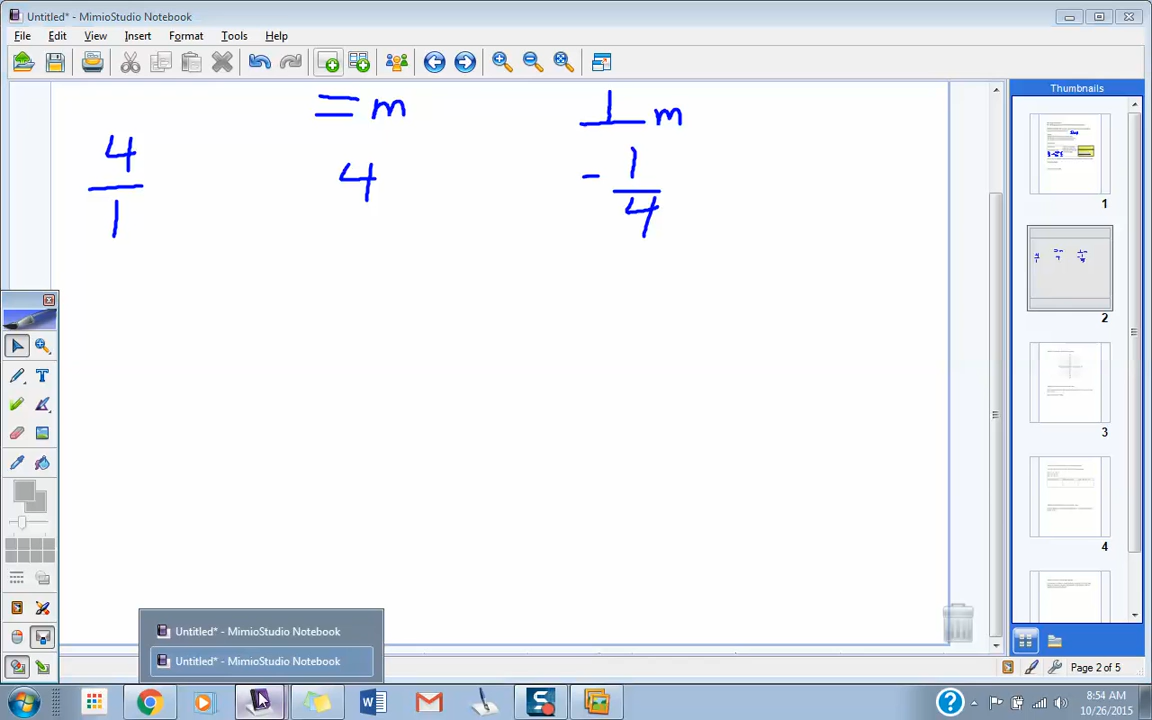 Untitled* - MimioStudio Notebook
File Edit View Insert Format Tools Help
= m
⊥ m
4
1
4
- 1
4
Thumbnails
1
2
3
4
T
Untitled* - MimioStudio Notebook
Untitled* - MimioStudio Notebook
Page 2 of 5
8:54 AM
10/26/2015